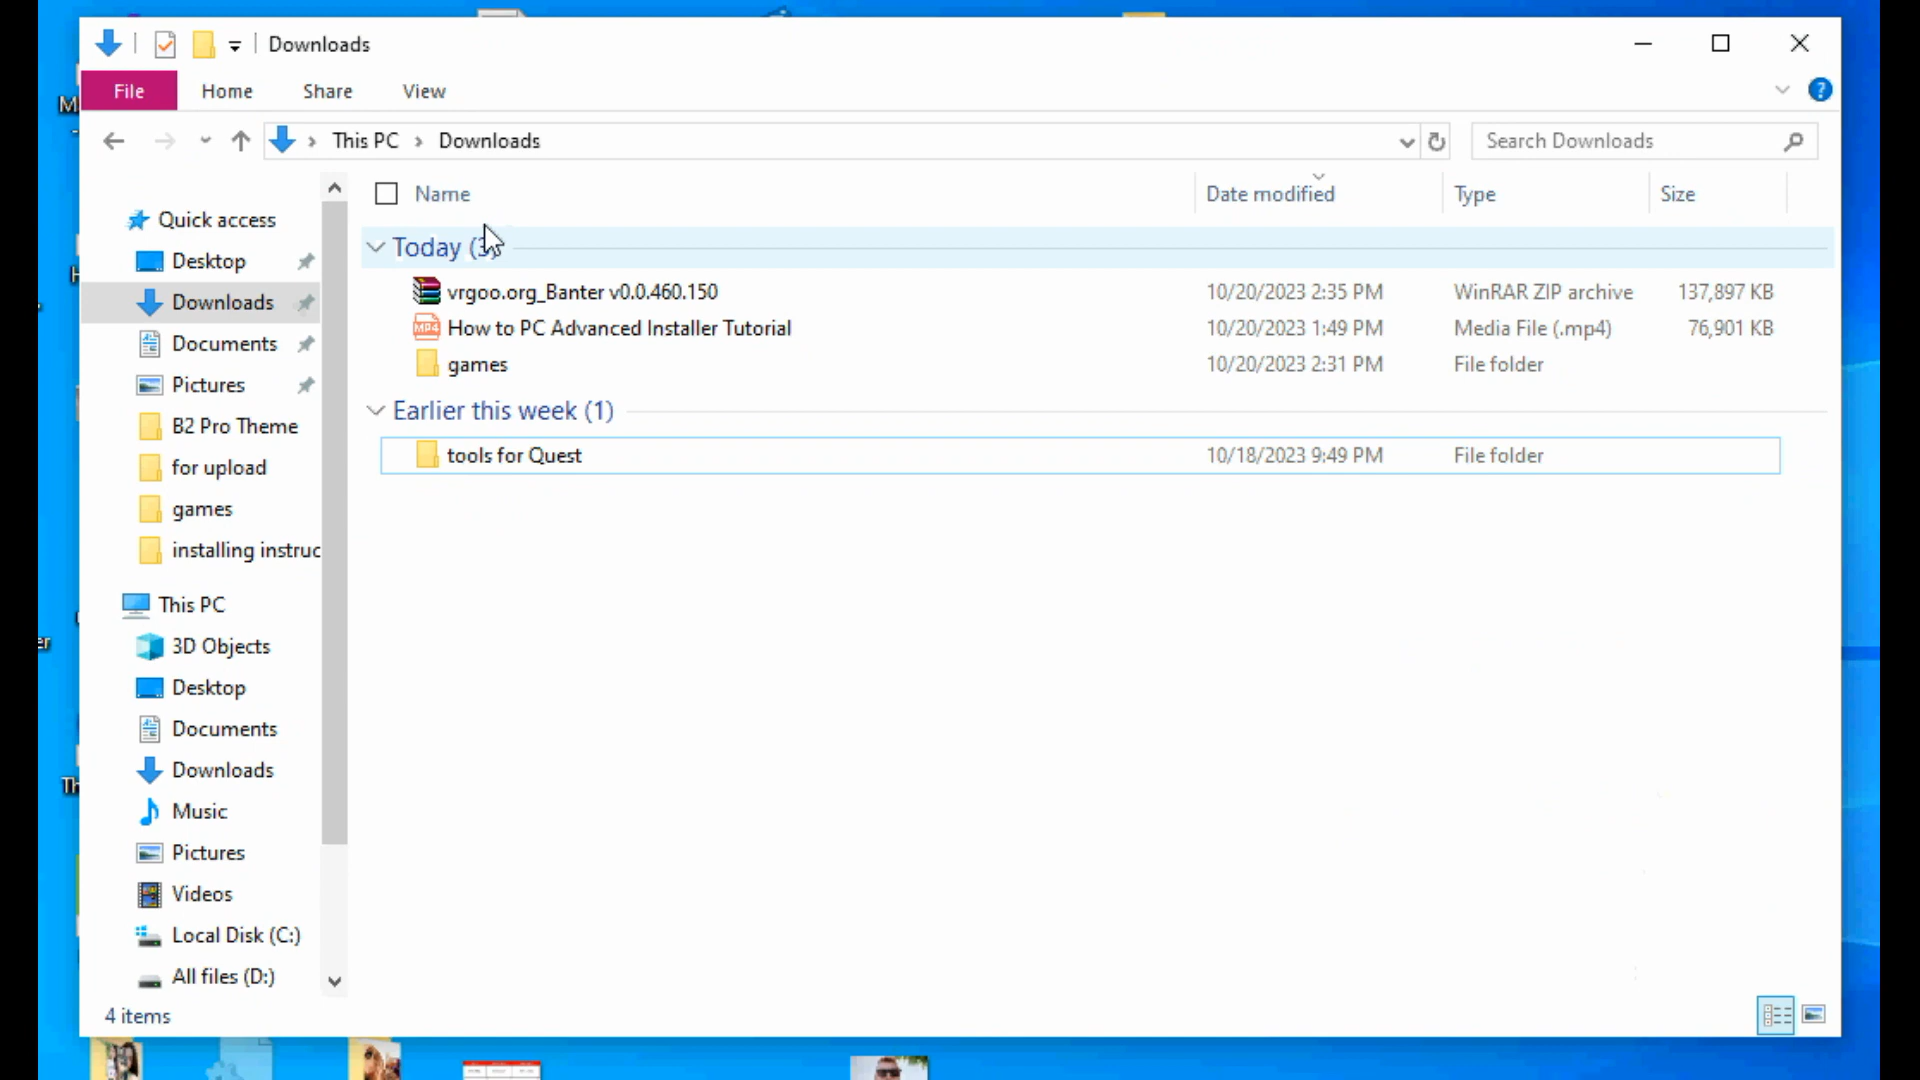 Downloads
File Home Share View
This PC Downloads Search Downloads
Name Date modified Type Size
Today (3)
vrgoo.org_Banter v0.0.460.150 10/20/2023 2:35 PM WinRAR ZIP archive 137,897 KB
MP4 How to PC Advanced Installer Tutorial 10/20/2023 1:49 PM Media File (.mp4) 76,901 KB
games 10/20/2023 2:31 PM File folder
Earlier this week (1)
tools for Quest 10/18/2023 9:49 PM File folder
Quick access
Desktop
Downloads
Documents
Pictures
B2 Pro Theme
for upload
games
installing instruc
This PC
3D Objects
Desktop
Documents
Downloads
Music
Pictures
Videos
Local Disk (C:)
All files (D:)
4 items